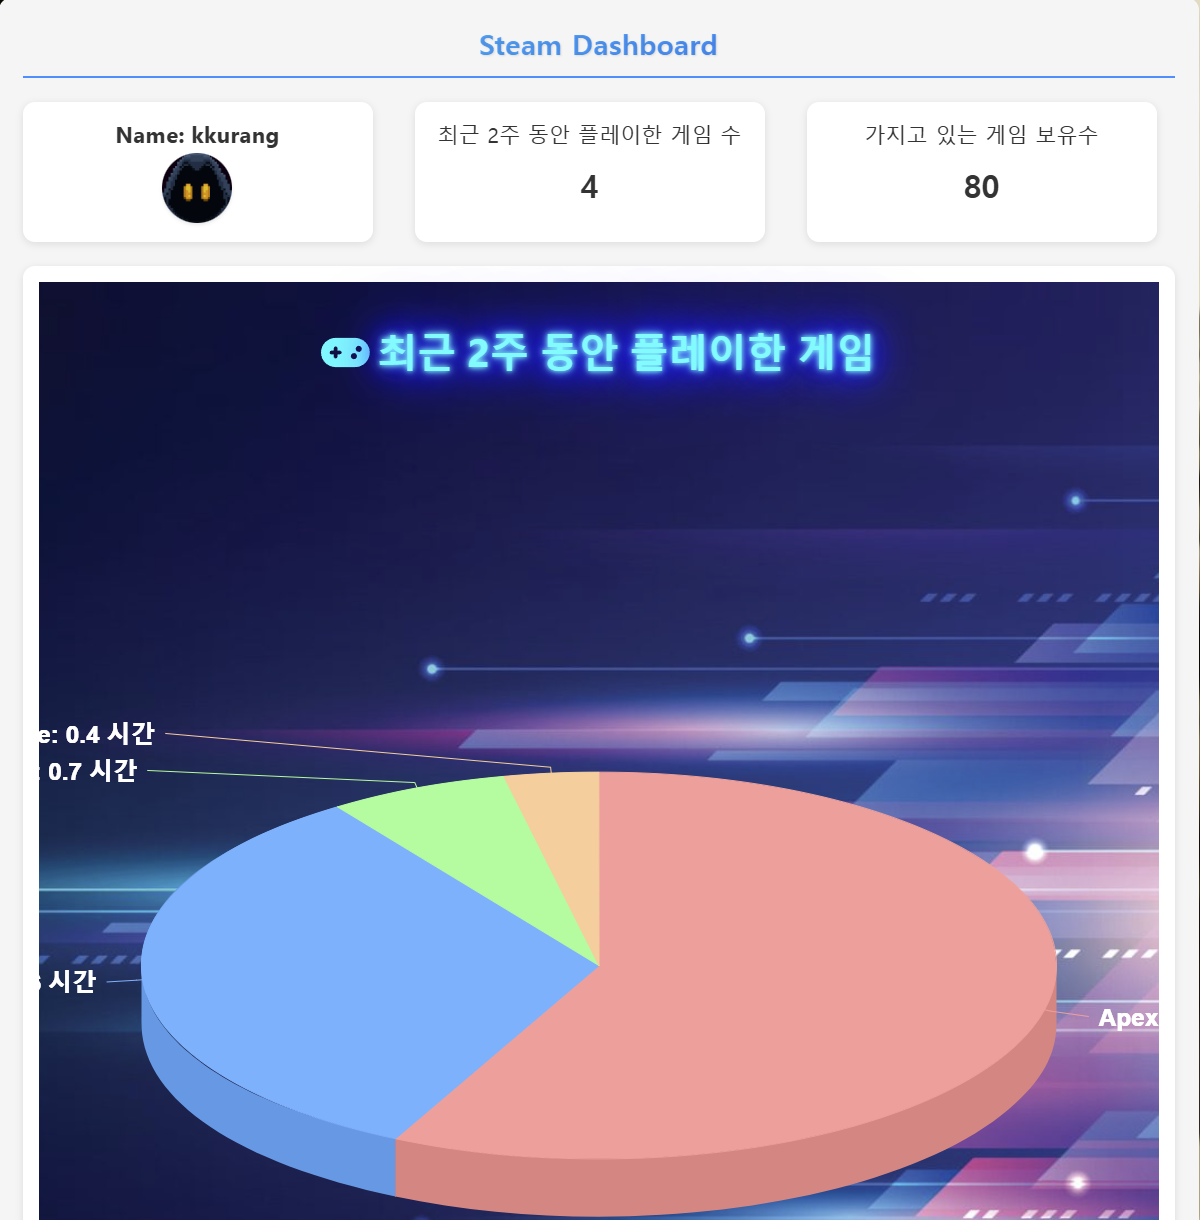 Steam Dashboard
Name: kkurang
최근 2주 동안 플레이한 게임 수
4
가지고 있는 게임 보유수
80
최근 2주 동안 플레이한 게임
e: 0.4 시간
: 0.7 시간
시간
Apex